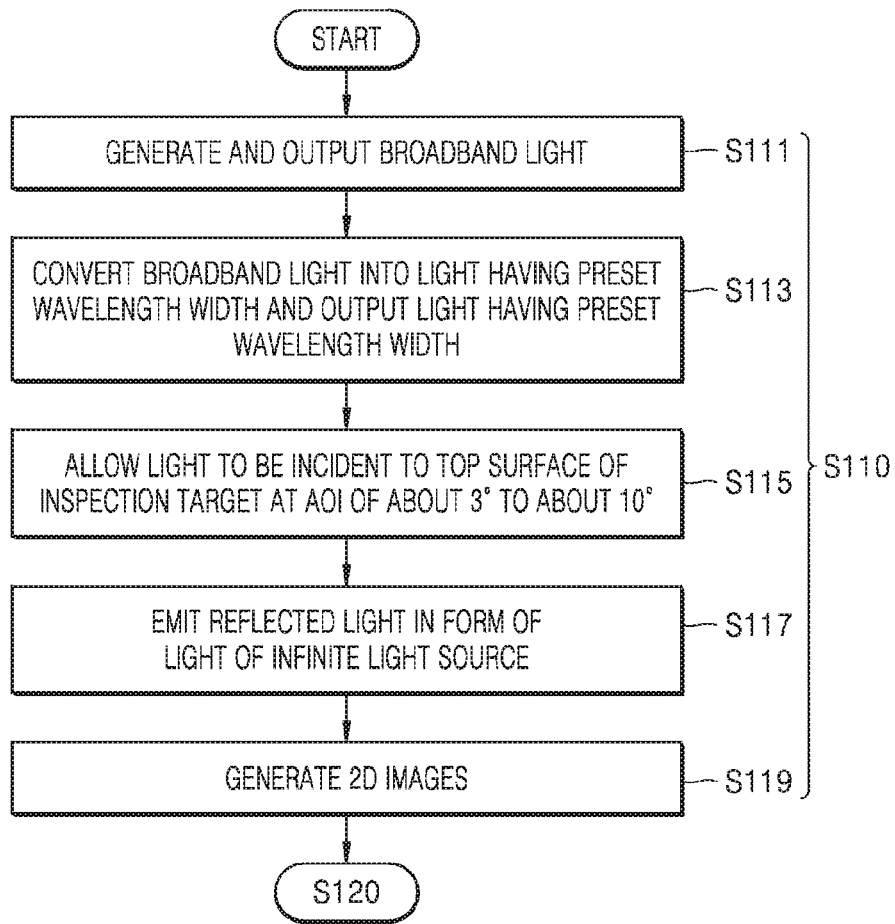 START
GENERATE AND OUTPUT BROADBAND LIGHT
S111
CONVERT BROADBAND LIGHT INTO LIGHT HAVING PRESET
WAVELENGTH WIDTH AND OUTPUT LIGHT HAVING PRESET
WAVELENGTH WIDTH
S113
ALLOW LIGHT TO BE INCIDENT TO TOP SURFACE OF
INSPECTION TARGET AT AOI OF ABOUT 3° TO ABOUT 10°
S115
S110
EMIT REFLECTED LIGHT IN FORM OF
LIGHT OF INFINITE LIGHT SOURCE
S117
GENERATE 2D IMAGES
S119
S120